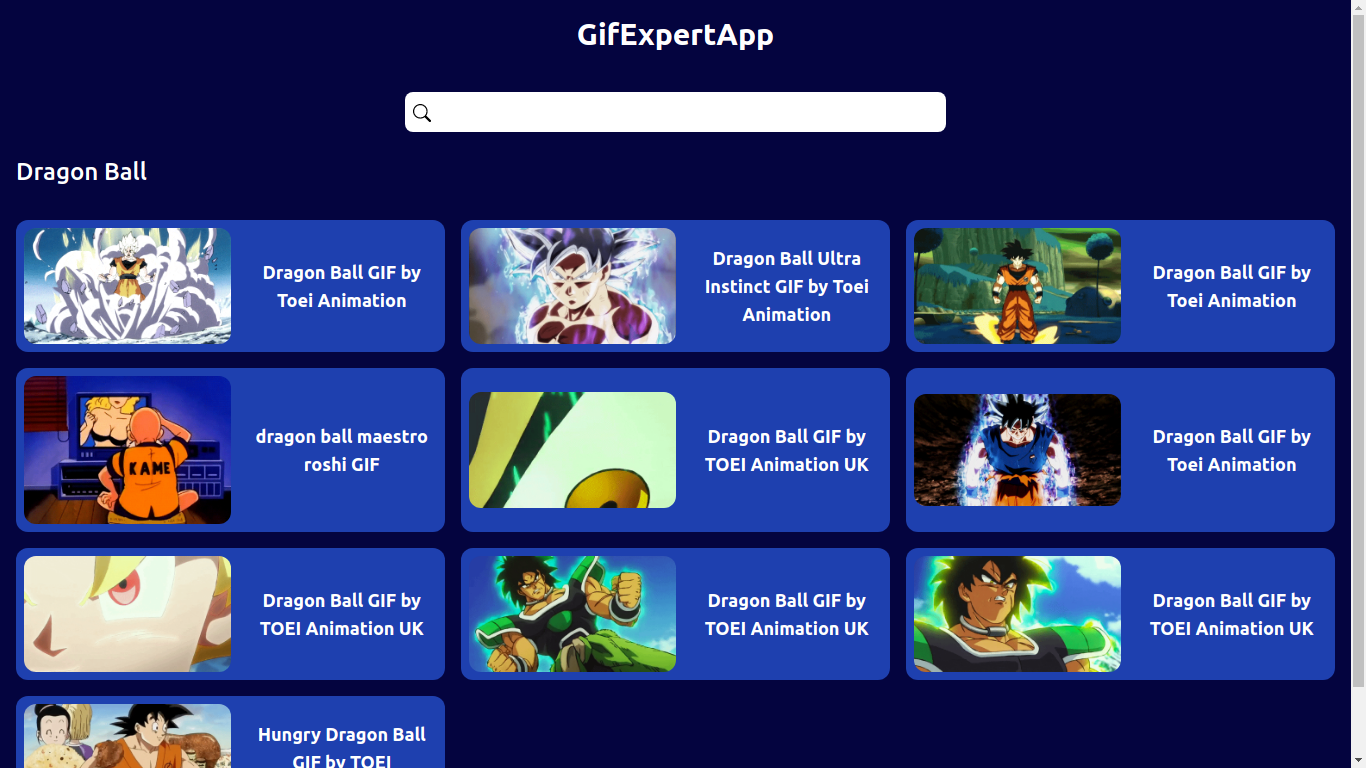 GifExpertApp
Dragon Ball
Dragon Ball GIF by
Toei Animation
Dragon Ball Ultra
Instinct GIF by Toei
Animation
Dragon Ball GIF by
Toei Animation
KAME
dragon ball maestro
roshi GIF
Dragon Ball GIF by
TOEI Animation UK
Dragon Ball GIF by
Toei Animation
Dragon Ball GIF by
TOEI Animation UK
Dragon Ball GIF by
TOEI Animation UK
Dragon Ball GIF by
TOEI Animation UK
Hungry Dragon Ball
GIF by TOEI